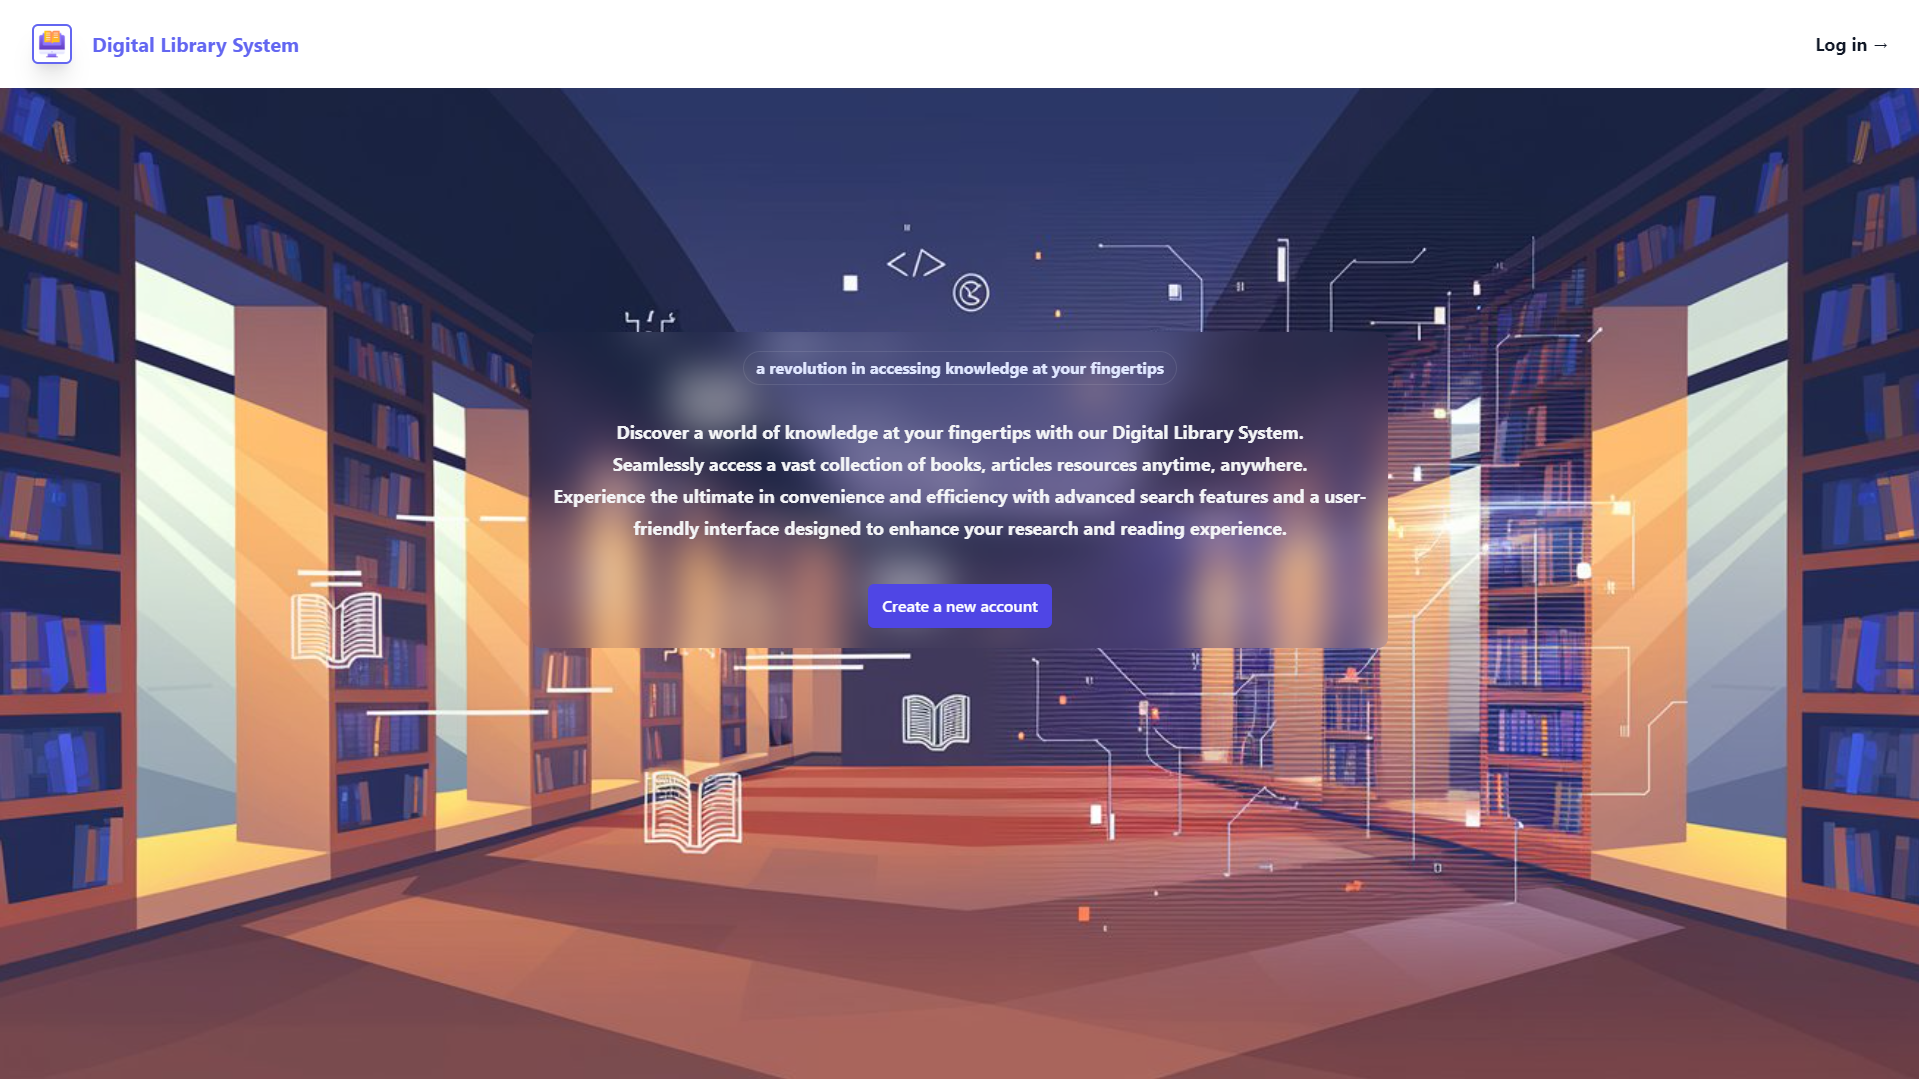 Digital Library System
Log in →
</>
a revolution in accessing knowledge at your fingertips
Discover a world of knowledge at your fingertips with our Digital Library System.
Seamlessly access a vast collection of books, articles resources anytime, anywhere.
Experience the ultimate in convenience and efficiency with advanced search features and a user-
friendly interface designed to enhance your research and reading experience.
Create a new account